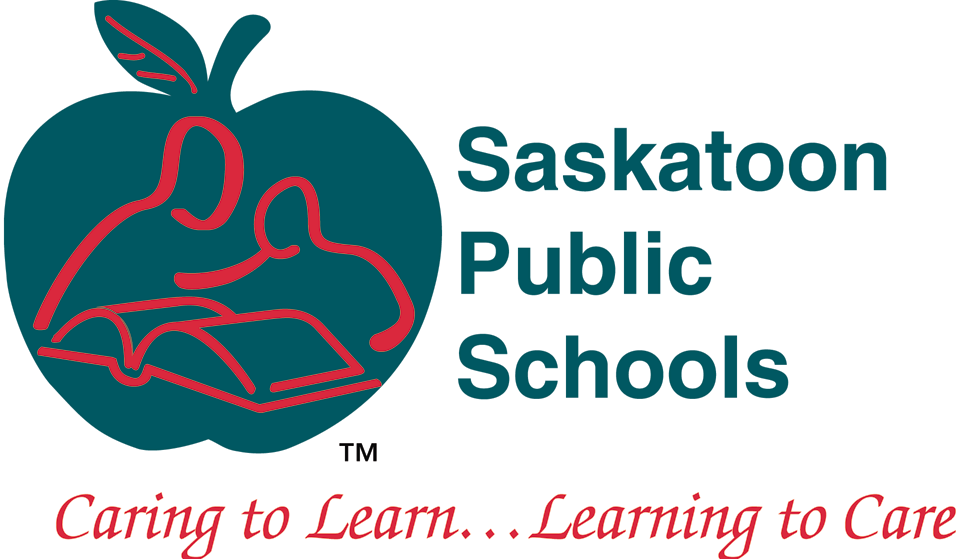 Saskatoon
Public
Schools
TM
Caring to Learn...Learning to Care